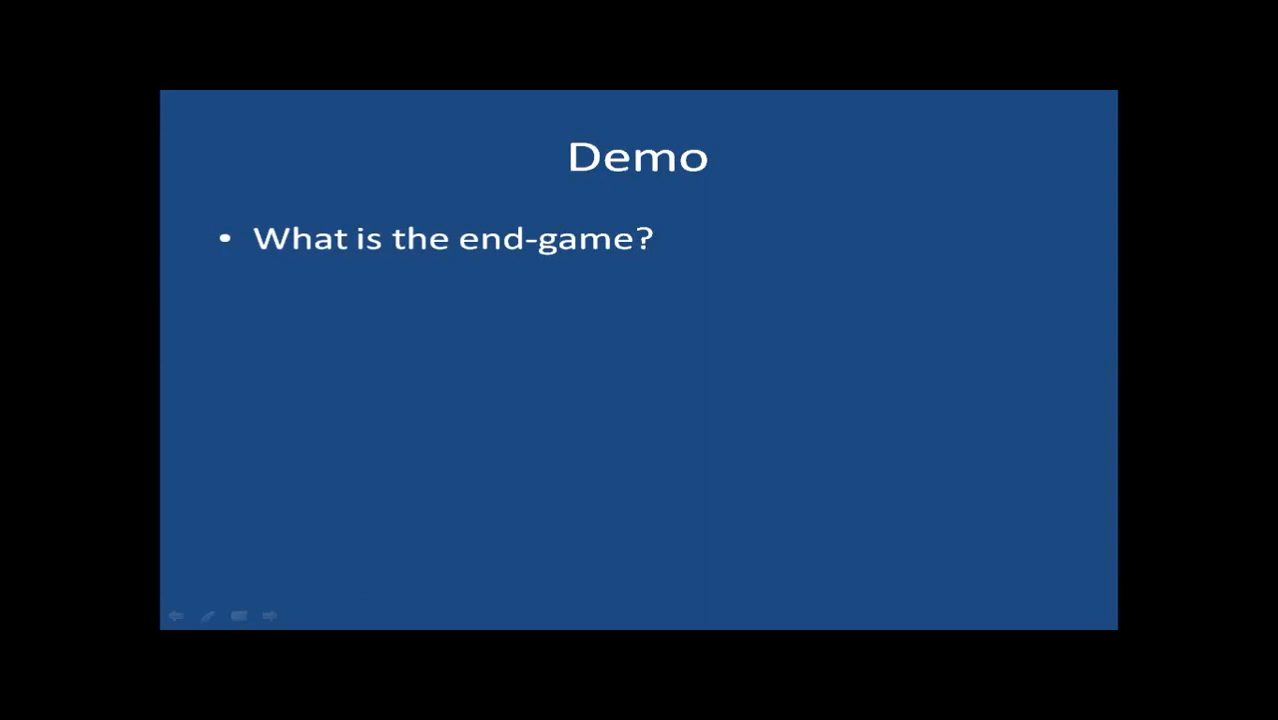 Demo
• What is the end-game?